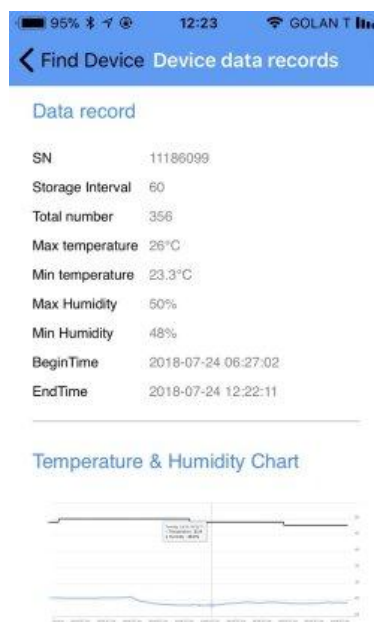 95% 12:23 GOLAN T
Find Device Device data records
Data record
SN 11186099
Storage Interval 60
Total number 356
Max temperature 26°C
Min temperature 23.3°C
Max Humidity 50%
Min Humidity 48%
BeginTime 2018-07-24 06:27:02
EndTime 2018-07-24 12:22:11
Temperature & Humidity Chart